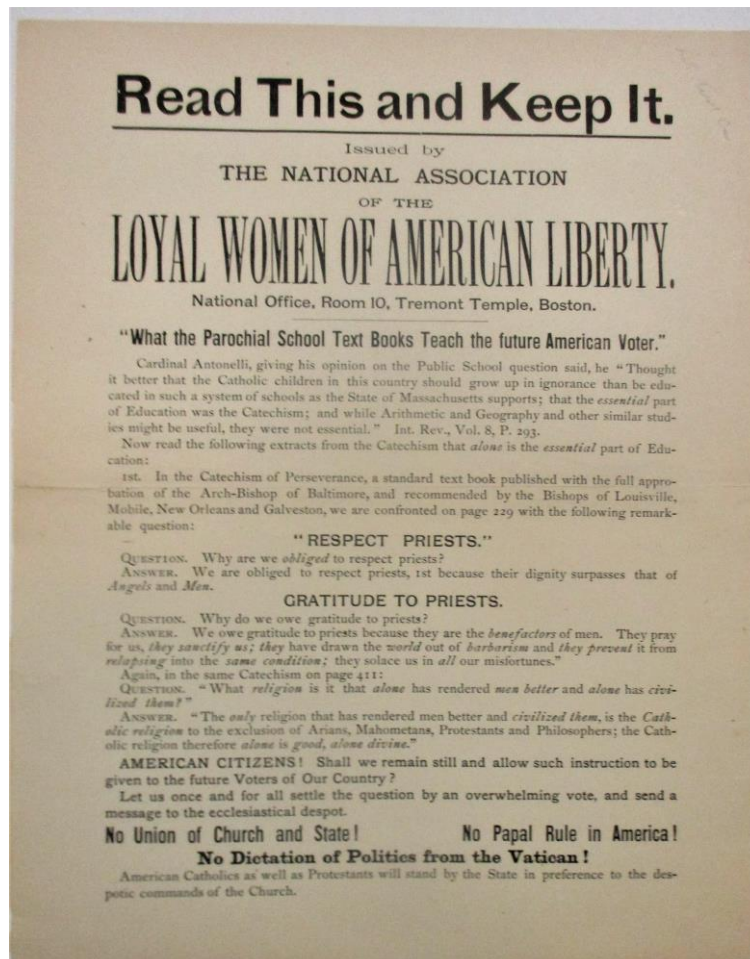 Read This and Keep It.
Issued by
THE NATIONAL ASSOCIATION
OF THE
LOYAL WOMEN OF AMERICAN LIBERTY.
National Office, Room 10, Tremont Temple, Boston.
"What the Parochial School Text Books Teach the future American Voter."
Cardinal Antonelli, giving his opinion on the Public School question said, he "Thought
it better that the Catholic children in this country should grow up in ignorance than be edu-
cated in such a system of schools as the State of Massachusetts supports; that the essential part
of Education was the Catechism; and while Arithmetic and Geography and other similar stud-
ies might be useful, they were not essential." Int. Rev., Vol. 8, P. 293.
Now read the following extracts from the Catechism that alone is the essential part of Edu-
cation:
1st. In the Catechism of Perseverance, a standard text book published with the full appro-
bation of the Arch-Bishop of Baltimore, and recommended by the Bishops of Louisville,
Mobile, New Orleans and Galveston, we are confronted on page 229 with the following remark-
able question:
"RESPECT PRIESTS."
QUESTION. Why are we obliged to respect priests?
ANSWER. We are obliged to respect priests, 1st because their dignity surpasses that of
Angels and Men.
GRATITUDE TO PRIESTS.
QUESTION. Why do we owe gratitude to priests?
ANSWER. We owe gratitude to priests because they are the benefactors of men. They pray
for us, they sanctify us; they have drawn the world out of barbarism and they prevent it from
relapsing into the same condition; they solace us in all our misfortunes."
Again, in the same Catechism on page 411:
QUESTION. "What religion is it that alone has rendered men better and alone has civi-
lized them?"
ANSWER. "The only religion that has rendered men better and civilized them, is the Cath-
olic religion to the exclusion of Arians, Mahometans, Protestants and Philosophers; the Cath-
olic religion therefore alone is good, alone divine."
AMERICAN CITIZENS! Shall we remain still and allow such instruction to be
given to the future Voters of Our Country?
Let us once and for all settle the question by an overwhelming vote, and send a
message to the ecclesiastical despot.
No Union of Church and State! No Papal Rule in America!
No Dictation of Politics from the Vatican!
American Catholics as well as Protestants will stand by the State in preference to the des-
potic commands of the Church.